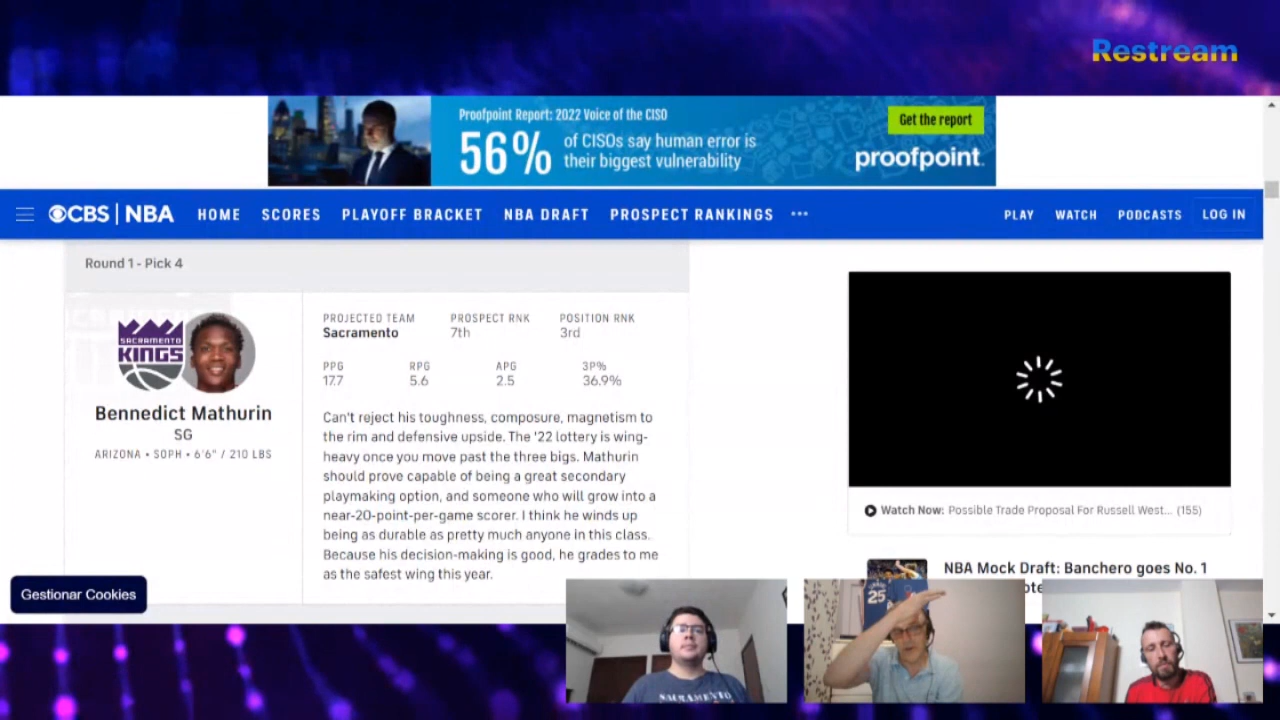 Restream
Proofpoint Report: 2022 Voice of the CISO
56%
of CISOs say human error is
their biggest vulnerability
Get the report
proofpoint.
CBS | NBA
HOME
SCORES
PLAYOFF BRACKET
NBA DRAFT
PROSPECT RANKINGS
•••
PLAY
WATCH
PODCASTS
LOG IN
Round 1 - Pick 4
SACRAMENTO
KINGS
Bennedict Mathurin
SG
ARIZONA • SOPH • 6'6" / 210 LBS
PROJECTED TEAM
Sacramento
PROSPECT RNK
7th
POSITION RNK
3rd
PPG
17.7
RPG
5.6
APG
2.5
3P%
36.9%
Can't reject his toughness, composure, magnetism to
the rim and defensive upside. The '22 lottery is wing-
heavy once you move past the three bigs. Mathurin
should prove capable of being a great secondary
playmaking option, and someone who will grow into a
near-20-point-per-game scorer. I think he winds up
being as durable as pretty much anyone in this class.
Because his decision-making is good, he grades to me
as the safest wing this year.
Watch Now: Possible Trade Proposal For Russell West... (155)
NBA Mock Draft: Banchero goes No. 1
Gestionar Cookies
25
SACRAMENTO